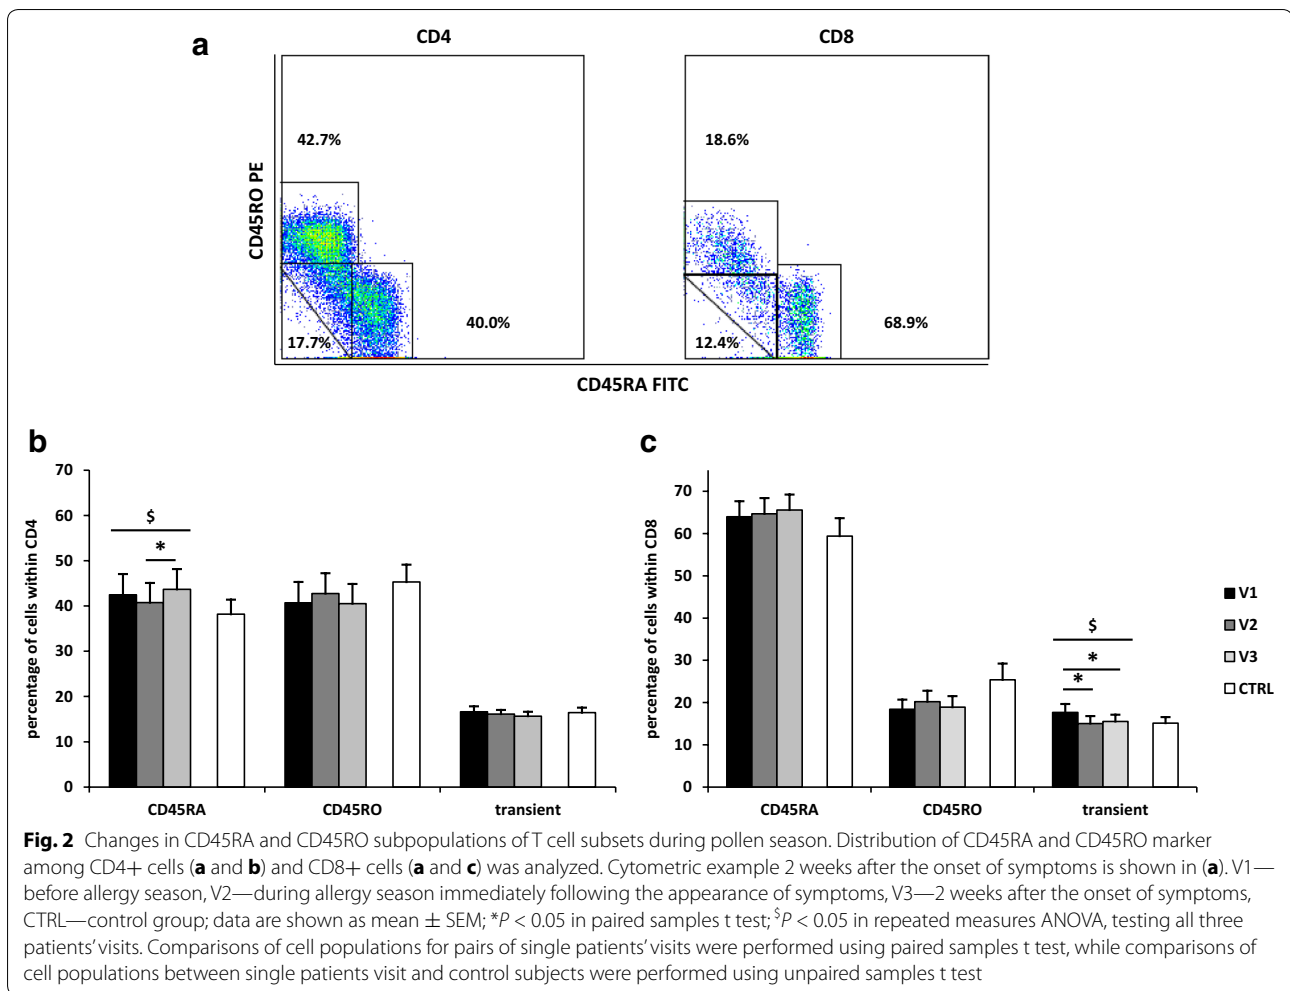 a
CD4
CD8
42.7%
18.6%
CD45RO PE
17.7%
40.0%
12.4%
68.9%
CD45RA FITC
b
percentage of cells within CD4
70
60
50
40
30
20
10
0
$
*
CD45RA
CD45RO
transient
c
percentage of cells within CD8
70
60
50
40
30
20
10
0
$
*
*
CD45RA
CD45RO
transient
V1
V2
V3
CTRL
Fig. 2 Changes in CD45RA and CD45RO subpopulations of T cell subsets during pollen season. Distribution of CD45RA and CD45RO marker
among CD4+ cells (a and b) and CD8+ cells (a and c) was analyzed. Cytometric example 2 weeks after the onset of symptoms is shown in (a). V1—
before allergy season, V2—during allergy season immediately following the appearance of symptoms, V3—2 weeks after the onset of symptoms,
CTRL—control group; data are shown as mean ± SEM; *P < 0.05 in paired samples t test; $P < 0.05 in repeated measures ANOVA, testing all three
patients' visits. Comparisons of cell populations for pairs of single patients' visits were performed using paired samples t test, while comparisons of
cell populations between single patients visit and control subjects were performed using unpaired samples t test